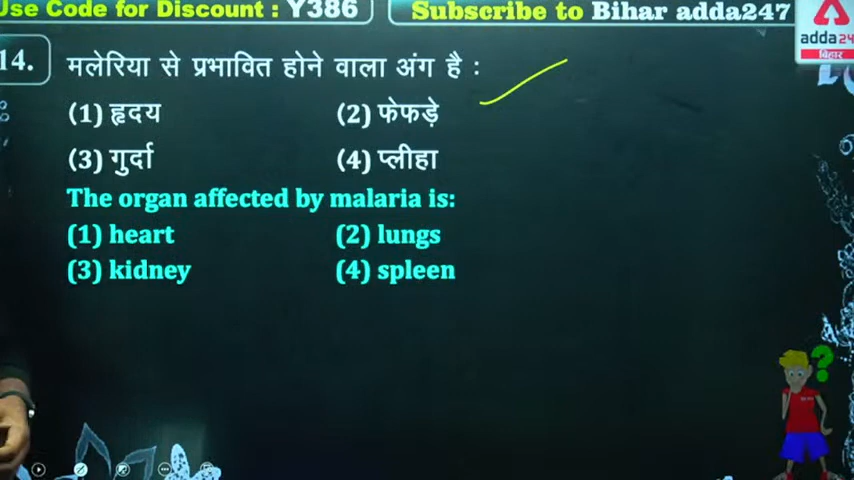 Use Code for Discount : Y386
Subscribe to Bihar adda247
adda24
बिहार
14.
मलेरिया से प्रभावित होने वाला अंग है :
(1) हृदय (2) फेफड़े
(3) गुर्दा (4) प्लीहा
The organ affected by malaria is:
(1) heart (2) lungs
(3) kidney (4) spleen